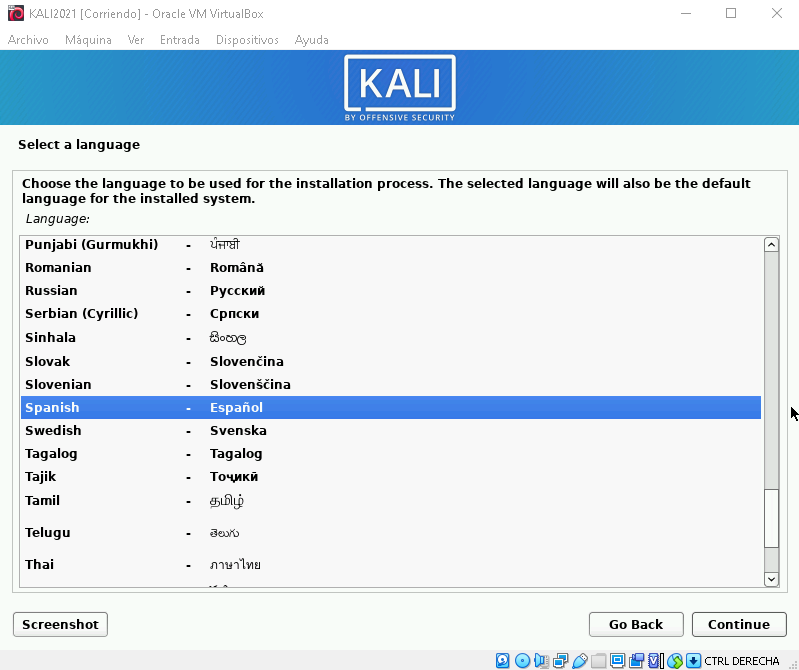 KALI2021 [Corriendo] - Oracle VM VirtualBox
Archivo Máquina Ver Entrada Dispositivos Ayuda
KALI
BY OFFENSIVE SECURITY
Select a language
Choose the language to be used for the installation process. The selected language will also be the default
language for the installed system.
Language:
Punjabi (Gurmukhi) - ਪੰਜਾਬੀ
Romanian - Română
Russian - Русский
Serbian (Cyrillic) - Српски
Sinhala - සිංහල
Slovak - Slovenčina
Slovenian - Slovenščina
Spanish - Español
Swedish - Svenska
Tagalog - Tagalog
Tajik - Тоҷикӣ
Tamil - தமிழ்
Telugu - తెలుగు
Thai - ภาษาไทย
Screenshot Go Back Continue
CTRL DERECHA